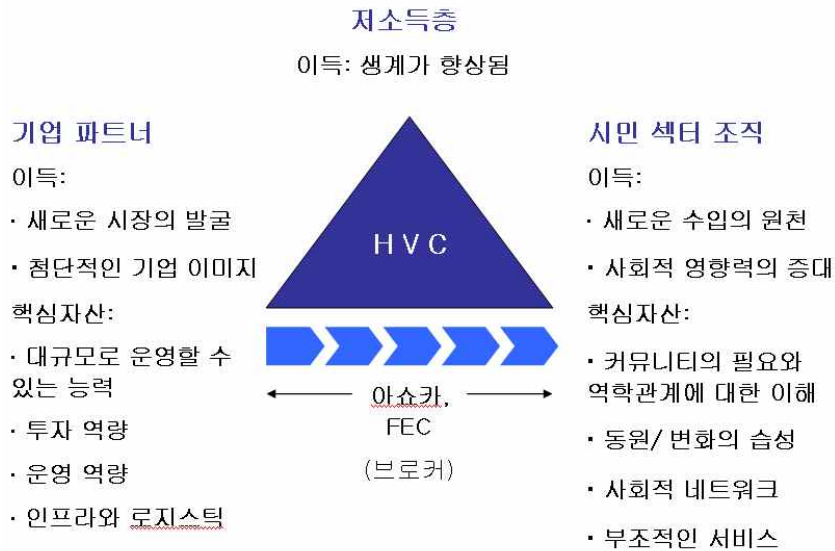 저소득층
이득: 생계가 향상됨
기업 파트너
이득:
· 새로운 시장의 발굴
· 첨단적인 기업 이미지
핵심자산:
· 대규모로 운영할 수
있는 능력
· 투자 역량
· 운영 역량
· 인프라와 로지스틱
HVC
아쇼카,
FEC
(브로커)
시민 섹터 조직
이득:
· 새로운 수입의 원천
· 사회적 영향력의 증대
핵심자산:
· 커뮤니티의 필요와
역학관계에 대한 이해
· 동원/ 변화의 습성
· 사회적 네트워크
· 부조적인 서비스